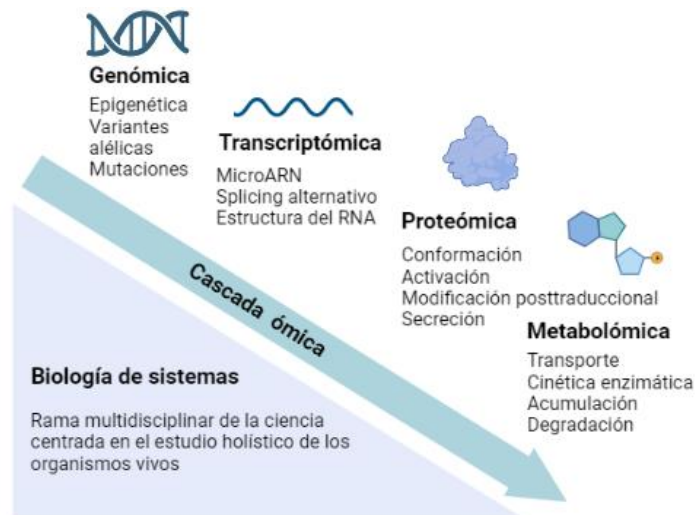 Genómica
Epigenética
Variantes
alélicas
Mutaciones
Transcriptómica
MicroARN
Splicing alternativo
Estructura del RNA
Proteómica
Conformación
Activación
Modificación posttraduccional
Secreción
Metabolómica
Transporte
Cinética enzimática
Acumulación
Degradación
Cascada ómica
Biología de sistemas
Rama multidisciplinar de la ciencia
centrada en el estudio holístico de los
organismos vivos